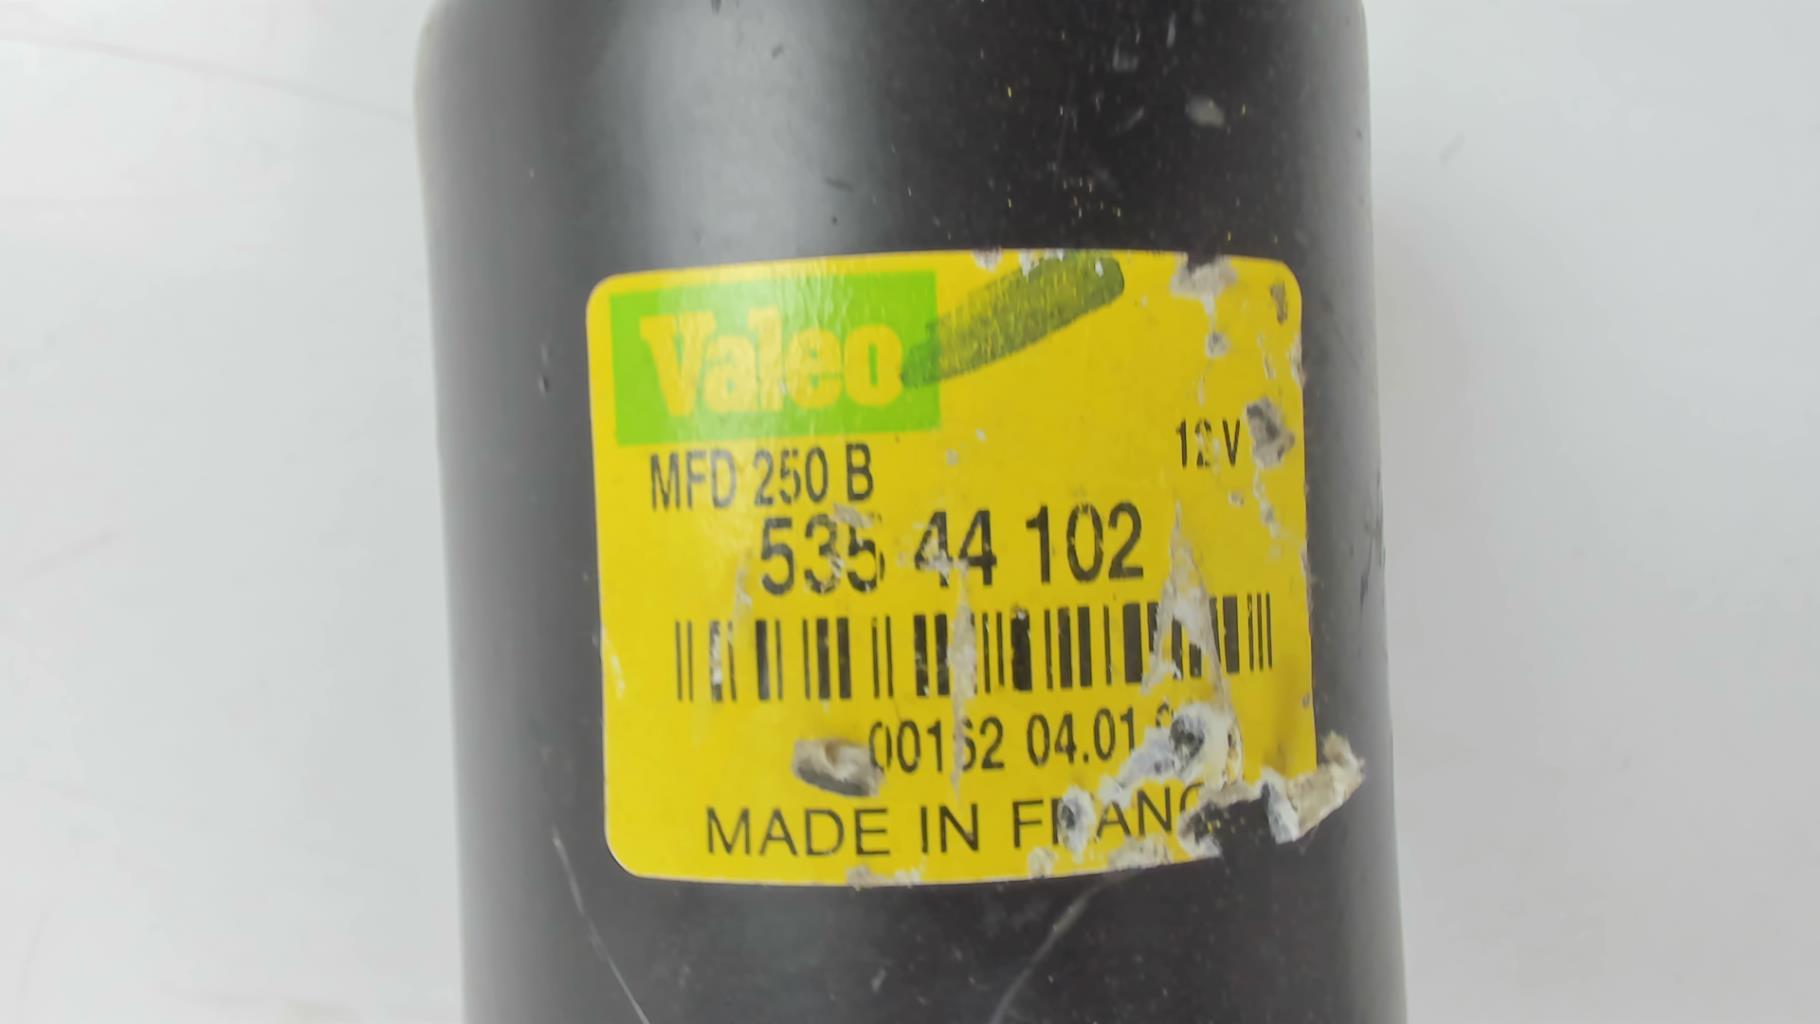 Valeo
MFD 250 B
12 V
535 44 102
00162 04.01
MADE IN